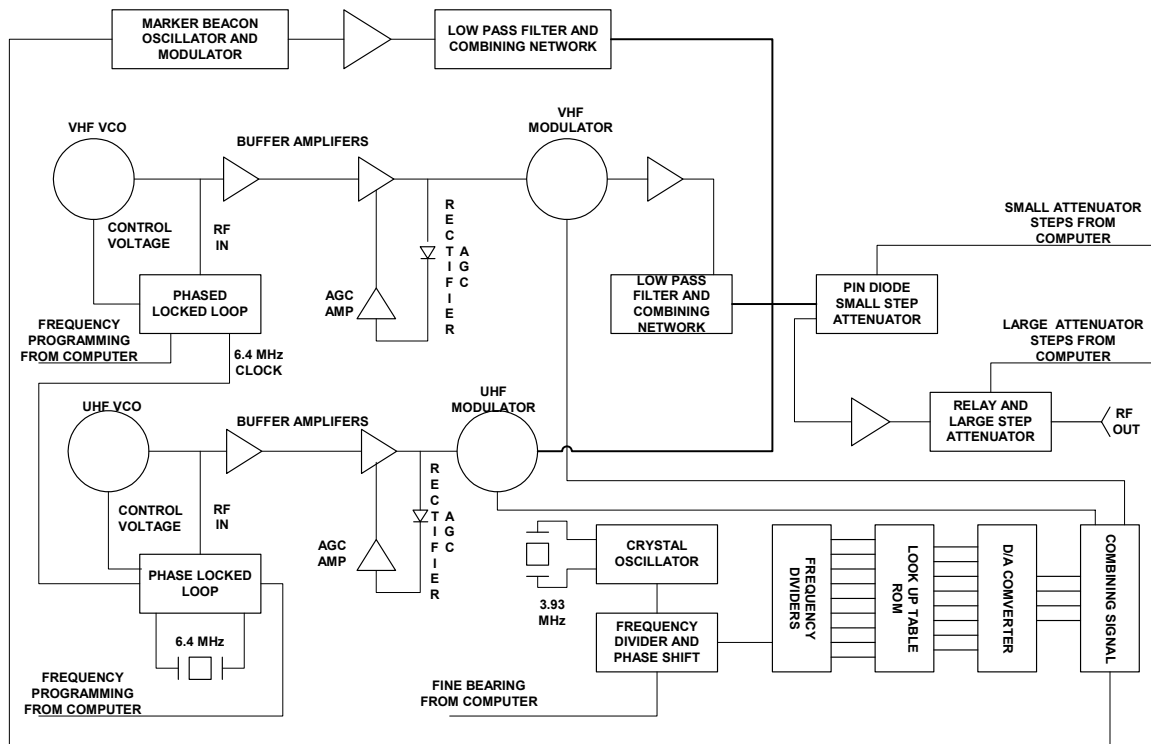 MARKER BEACON
OSCILLATOR AND
MODULATOR
LOW PASS FILTER AND
COMBINING NETWORK
VHF VCO
BUFFER AMPLIFERS
VHF
MODULATOR
CONTROL
VOLTAGE
RF
IN
RECTIFIER
AGC
AGC
AMP
PHASED
LOCKED LOOP
FREQUENCY
PROGRAMMING
FROM COMPUTER
6.4 MHz
CLOCK
LOW PASS
FILTER AND
COMBINING
NETWORK
SMALL ATTENUATOR
STEPS FROM
COMPUTER
PIN DIODE
SMALL STEP
ATTENUATOR
LARGE ATTENUATOR
STEPS FROM
COMPUTER
RELAY AND
LARGE STEP
ATTENUATOR
RF
OUT
UHF VCO
BUFFER AMPLIFERS
UHF
MODULATOR
CONTROL
VOLTAGE
RF
IN
RECTIFIER
AGC
AGC
AMP
PHASE LOCKED
LOOP
6.4 MHz
FREQUENCY
PROGRAMMING
FROM COMPUTER
3.93
MHz
CRYSTAL
OSCILLATOR
FREQUENCY
DIVIDER AND
PHASE SHIFT
FINE BEARING
FROM COMPUTER
FREQUENCY
DIVIDERS
LOOK UP TABLE
ROM
D/A COMVERTER
COMBINING SIGNAL